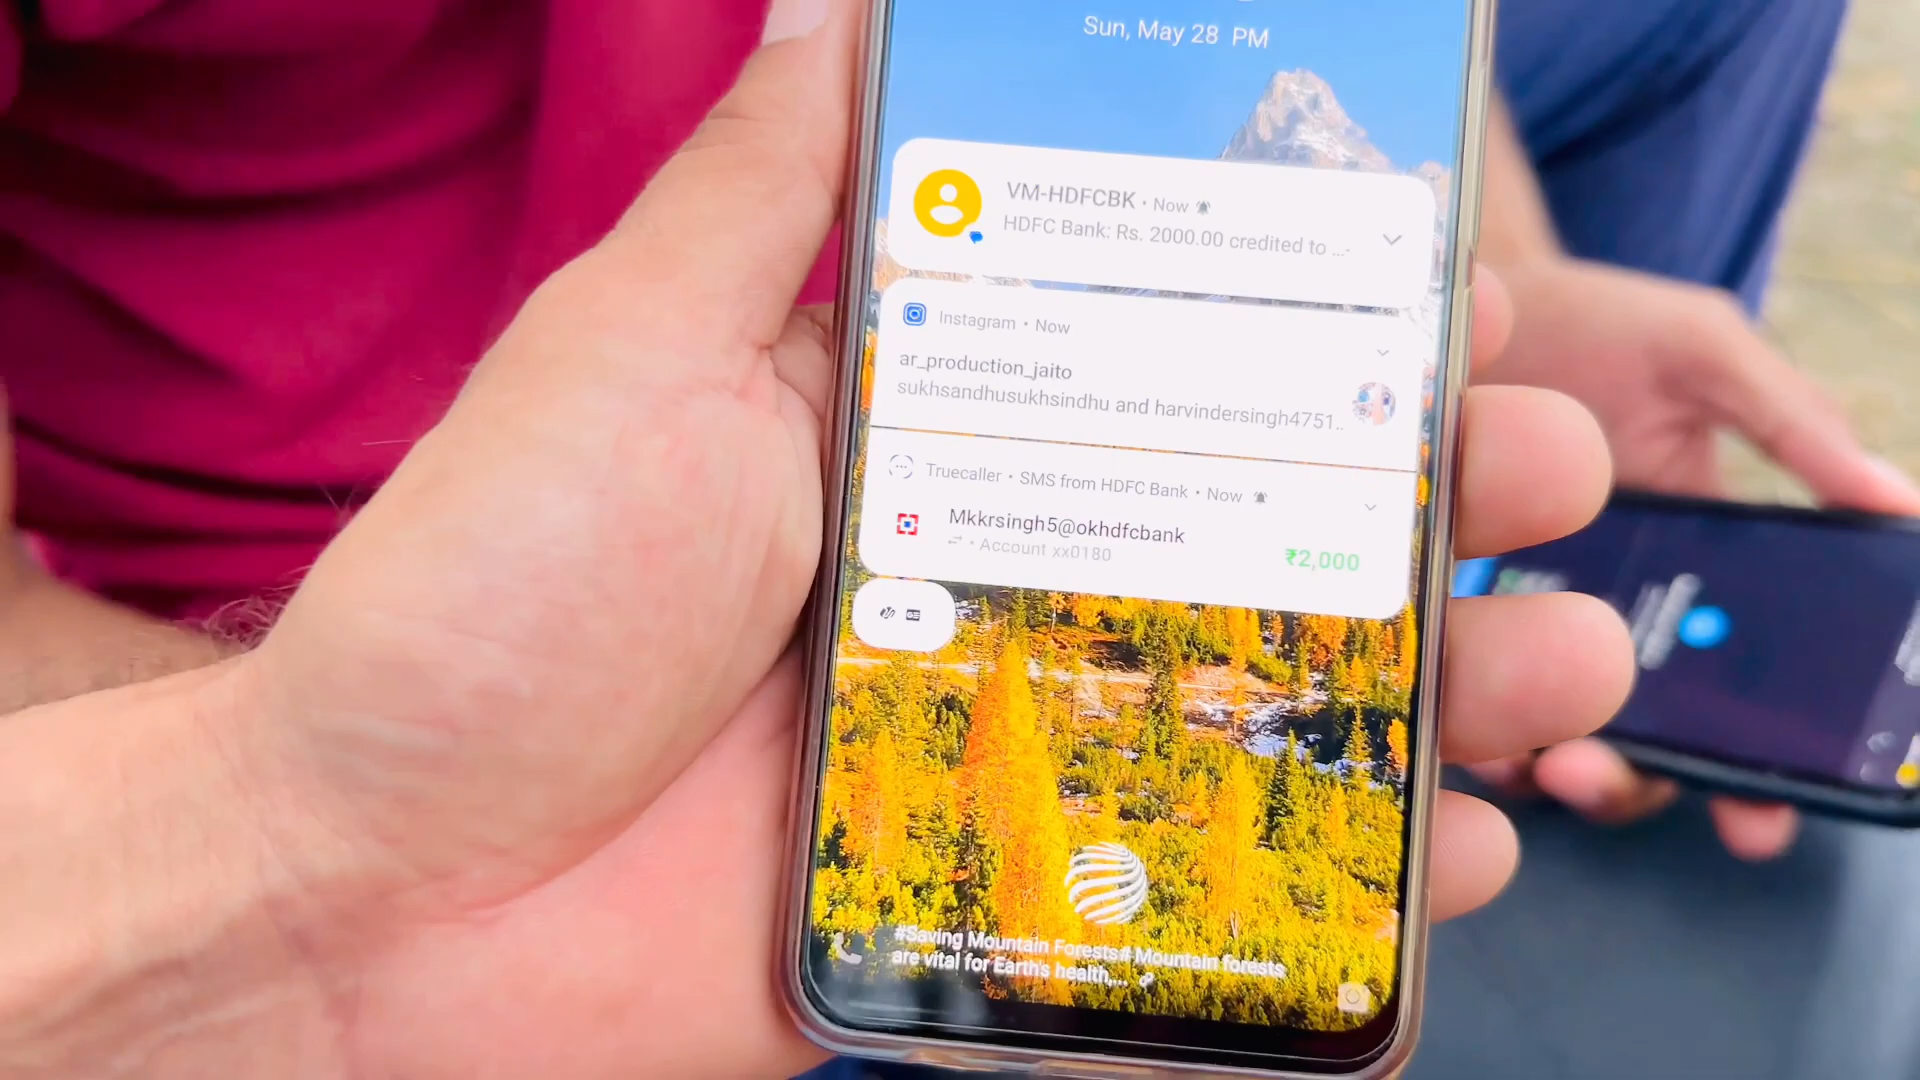 Sun, May 28 PM
VM-HDFCBK • Now
HDFC Bank: Rs. 2000.00 credited to ...-
Instagram • Now
ar_production_jaito
sukhsandhusukhsindhu and harvindersingh4751..
Truecaller • SMS from HDFC Bank • Now
Mkkrsingh5@okhdfcbank
• Account xx0180
₹2,000
#Saving Mountain Forests# Mountain forests
are vital for Earth's health,...